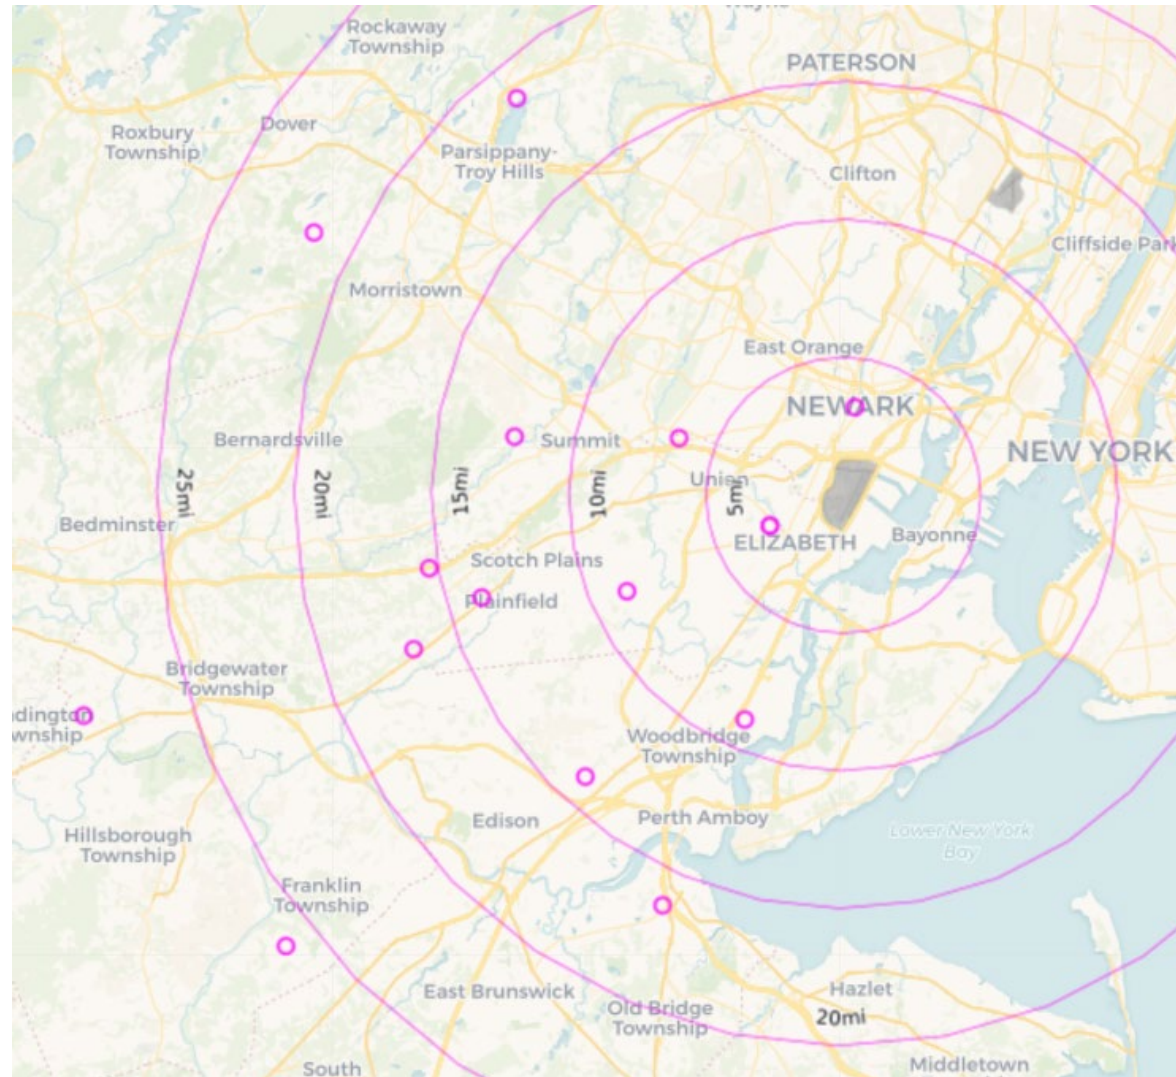 Rockaway
Township
PATERSON
Roxbury
Township
Dover
Parsippany-
Troy Hills
Clifton
Cliffside Park
Morristown
East Orange
NEWARK
Bernardsville
Summit
NEW YORK
Union
25mi
20mi
15mi
10mi
5mi
Bedminster
ELIZABETH
Bayonne
Scotch Plains
Plainfield
Bridgewater
Township
dington
wnship
Woodbridge
Township
Edison
Perth Amboy
Lower New York
Bay
Hillsborough
Township
Franklin
Township
East Brunswick
Hazlet
Old Bridge
Township
20mi
Middletown
South